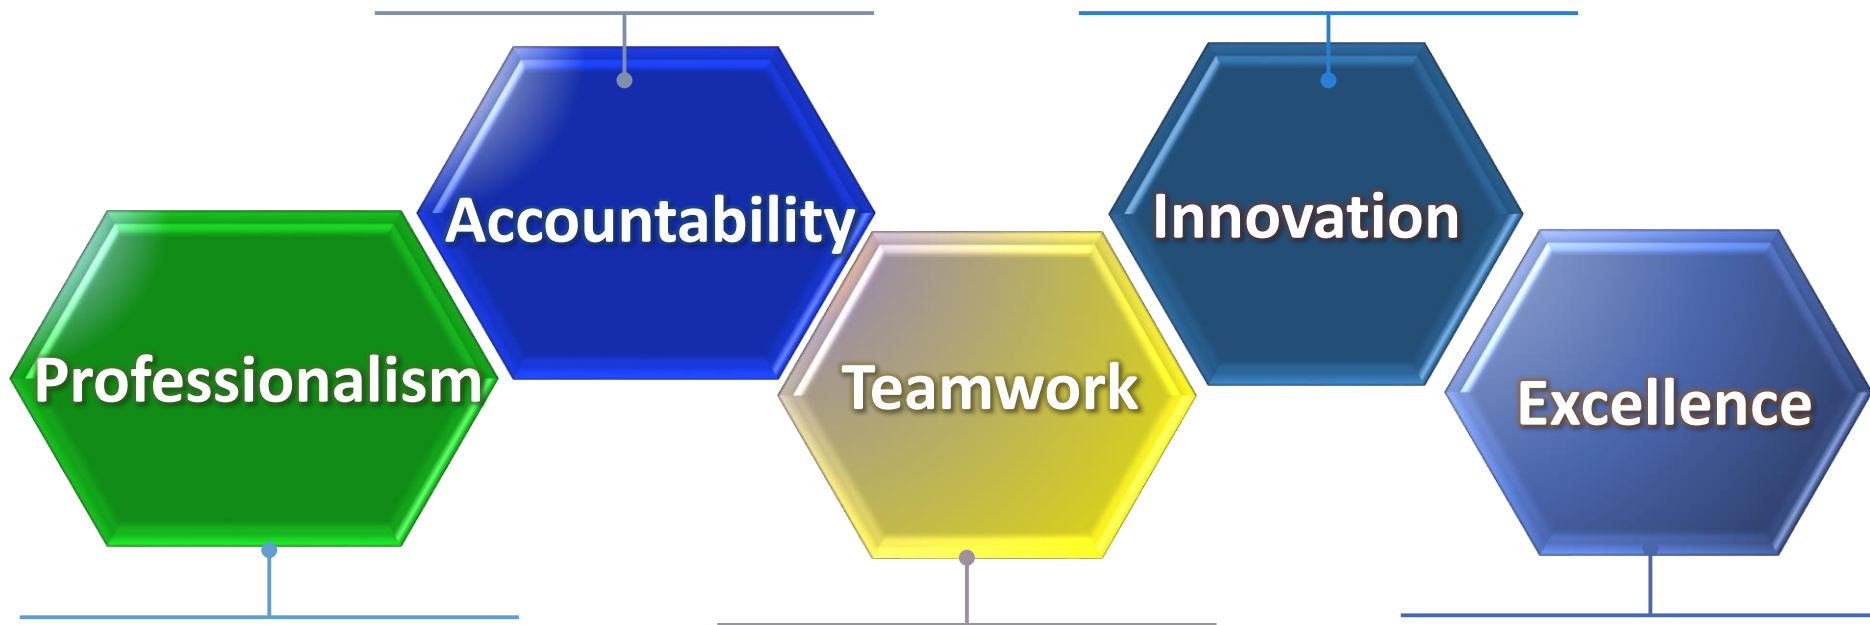 Professionalism
Accountability
Teamwork
Innovation
Excellence